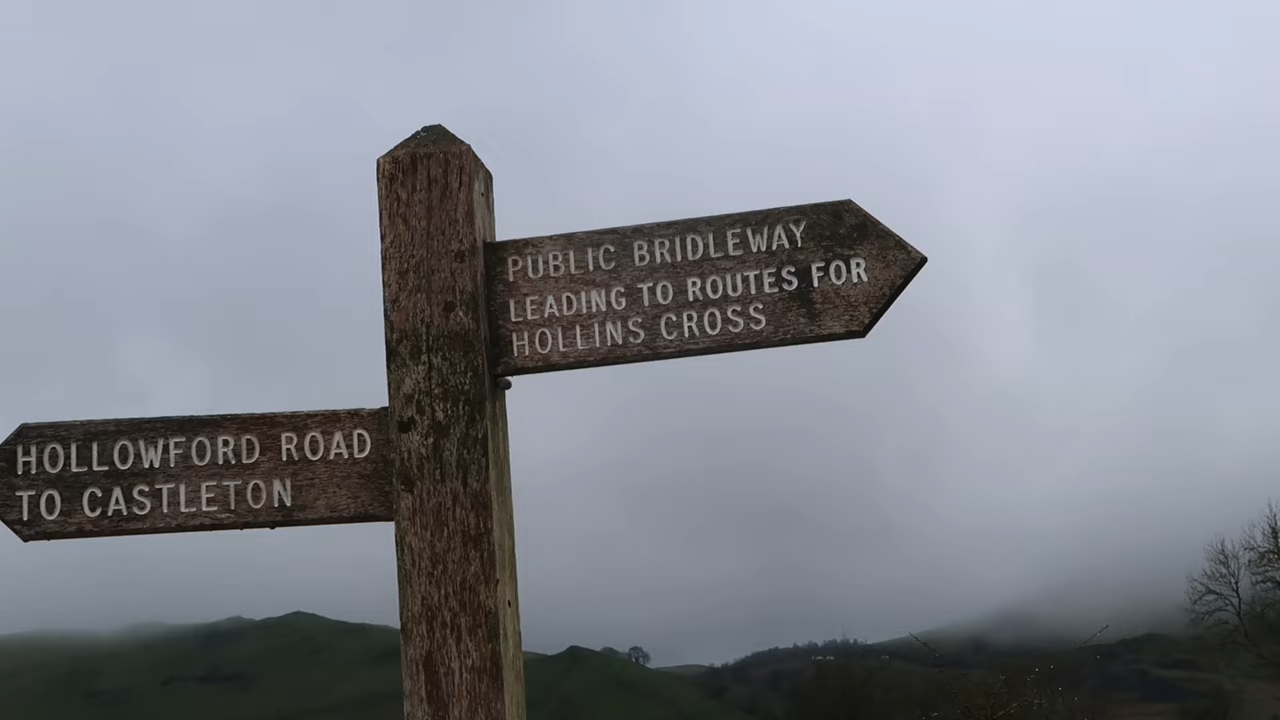 PUBLIC BRIDLEWAY
LEADING TO ROUTES FOR
HOLLINS CROSS
HOLLOWFORD ROAD
TO CASTLETON